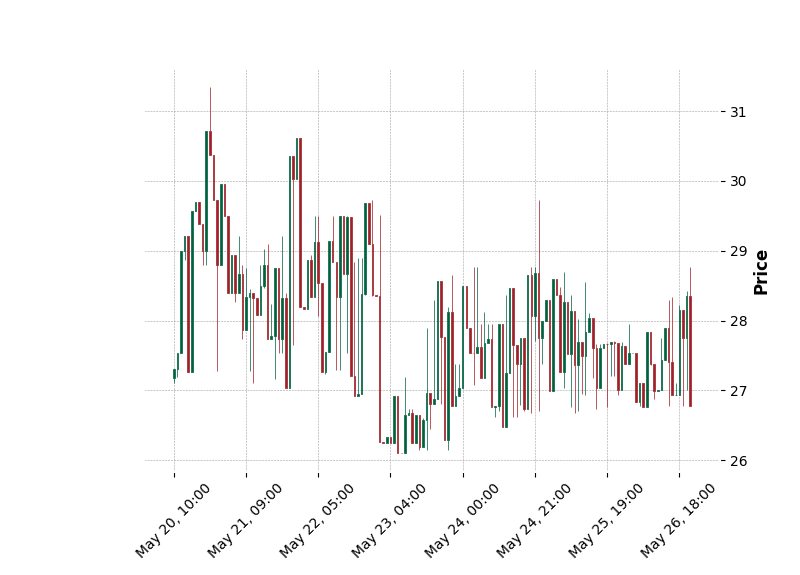 31
30
29
28
27
26
Price
May 20, 10:00
May 21, 09:00
May 22, 05:00
May 23, 04:00
May 24, 00:00
May 24, 21:00
May 25, 19:00
May 26, 18:00